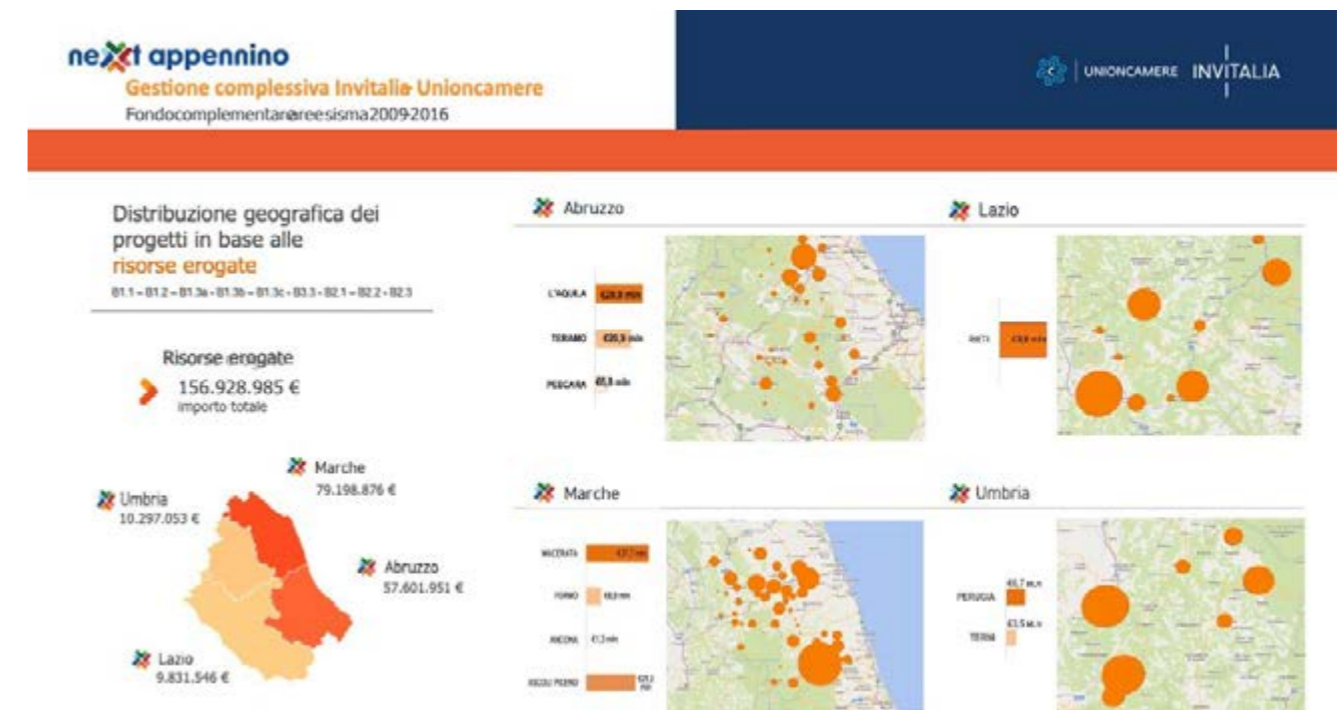 next appennino
Gestione complessiva Invitalia Unioncamere
Fondocomplementareareesisma2009-2016
UNIONCAMERE INVITALIA
Distribuzione geografica dei
progetti in base alle
risorse erogate
B1.1 - B1.2 - B1.3a - B1.3b - B1.3c - B3.3 - B2.1 - B2.2 - B2.3
Risorse erogate
156.928.985 €
importo totale
Marche
79.198.876 €
Umbria
10.297.053 €
Abruzzo
57.601.951 €
Lazio
9.831.546 €
Abruzzo
L'AQUILA
TERAMO
PESCARA
Lazio
RIETI
Marche
MACERATA
FERMO
ANCONA
ASCOLI PICENO
Umbria
PERUGIA
TERNI